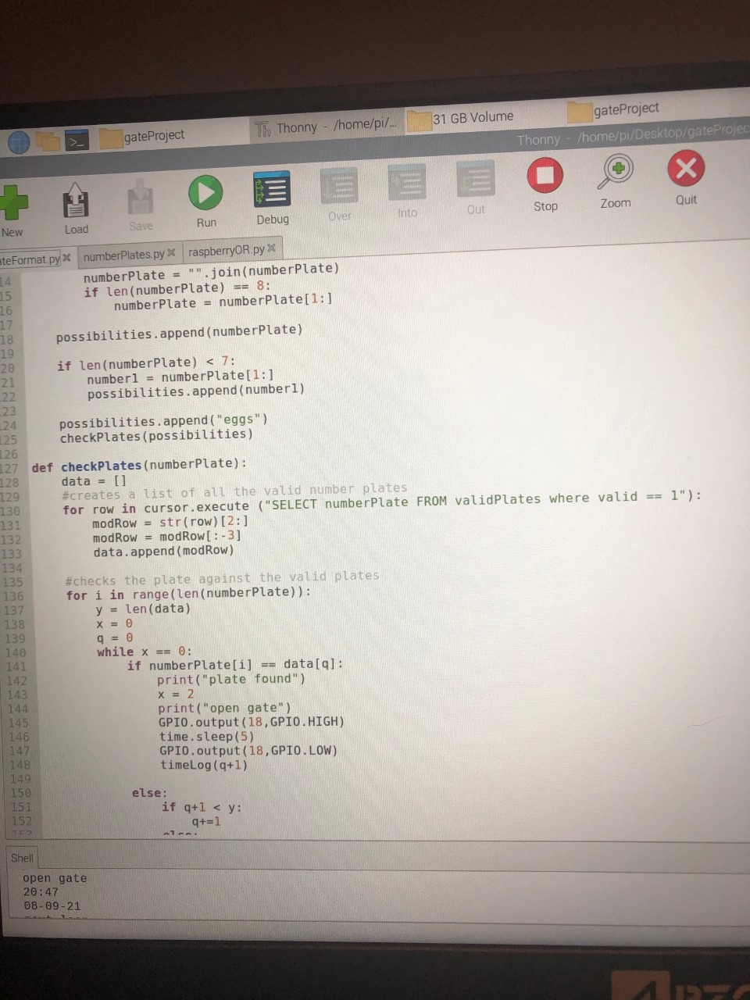 gateProject
Thonny - /home/pi/...
31 GB Volume
gateProject
Thonny - /home/pi/Desktop/gateProjec
New
Load
Save
Run
Debug
Over
Into
Out
Stop
Zoom
Quit
ateFormat.py
numberPlates.py
raspberryOR.py
14 numberPlate = "".join(numberPlate)
15 if len(numberPlate) == 8:
16 numberPlate = numberPlate[1:]
17
18 possibilities.append(numberPlate)
19
20 if len(numberPlate) < 7:
21 number1 = numberPlate[1:]
22 possibilities.append(number1)
23
124 possibilities.append("eggs")
125 checkPlates(possibilities)
126
127 def checkPlates(numberPlate):
128 data = []
129 #creates a list of all the valid number plates
130 for row in cursor.execute ("SELECT numberPlate FROM validPlates where valid == 1"):
131 modRow = str(row)[2:]
132 modRow = modRow[:-3]
133 data.append(modRow)
134
135 #checks the plate against the valid plates
136 for i in range(len(numberPlate)):
137 y = len(data)
138 x = 0
139 q = 0
140 while x == 0:
141 if numberPlate[i] == data[q]:
142 print("plate found")
143 x = 2
144 print("open gate")
145 GPIO.output(18,GPIO.HIGH)
146 time.sleep(5)
147 GPIO.output(18,GPIO.LOW)
148 timeLog(q+1)
149
150 else:
151 if q+1 < y:
152 q+=1
Shell
open gate
20:47
08-09-21